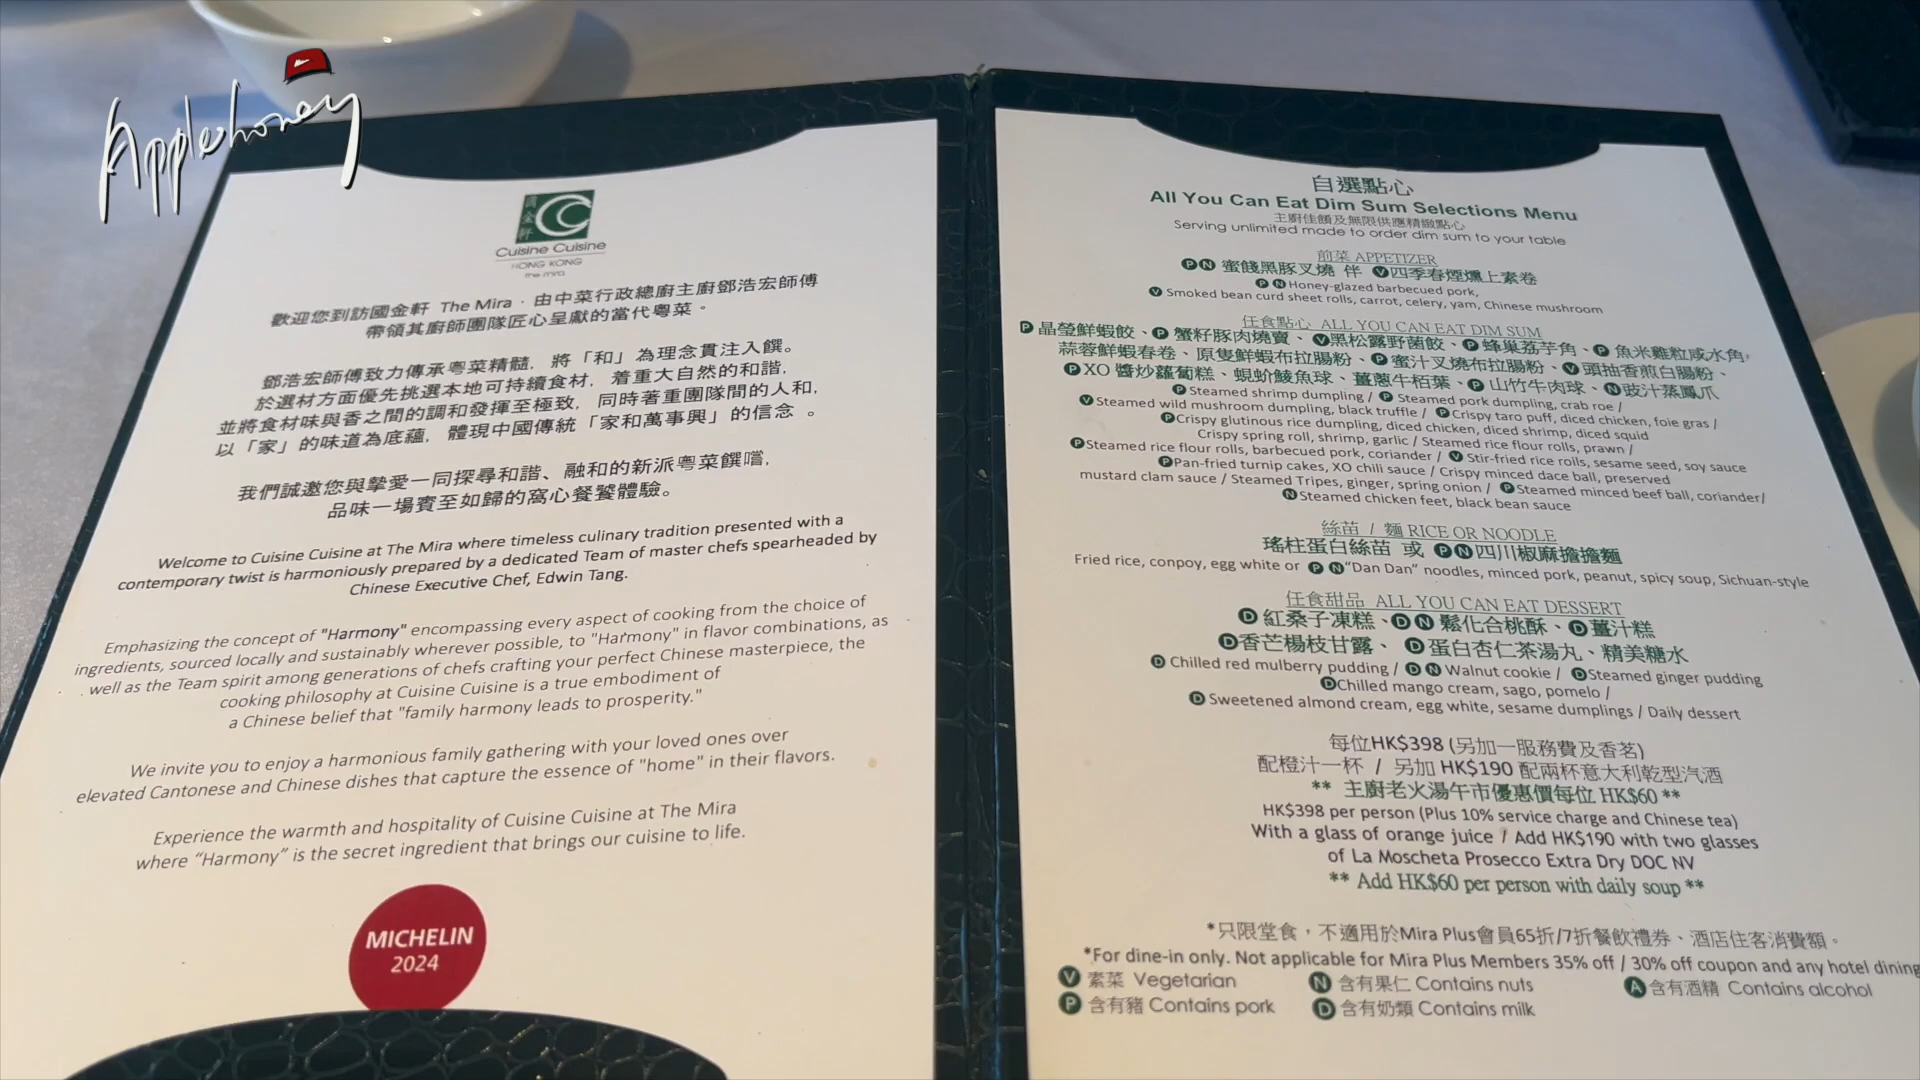 Applehoney
國金軒
Cuisine Cuisine
HONG KONG
the mira
歡迎您到訪國金軒 The Mira，由中菜行政總廚主廚鄧浩宏師傅
帶領其廚師團隊匠心呈獻的當代粵菜。
鄧浩宏師傅致力傳承粵菜精髓，將「和」為理念貫注入饌。
於選材方面優先挑選本地可持續食材，着重大自然的和諧，
並將食材味與香之間的調和發揮至極致，同時著重團隊間的人和，
以「家」的味道為底蘊，體現中國傳統「家和萬事興」的信念 。
我們誠邀您與摯愛一同探尋和諧、融和的新派粵菜饌嚐，
品味一場賓至如歸的窩心餐饗體驗。
Welcome to Cuisine Cuisine at The Mira where timeless culinary tradition presented with a
contemporary twist is harmoniously prepared by a dedicated Team of master chefs spearheaded by
Chinese Executive Chef, Edwin Tang.
Emphasizing the concept of "Harmony" encompassing every aspect of cooking from the choice of
ingredients, sourced locally and sustainably wherever possible, to "Harmony" in flavor combinations, as
well as the Team spirit among generations of chefs crafting your perfect Chinese masterpiece, the
cooking philosophy at Cuisine Cuisine is a true embodiment of
a Chinese belief that "family harmony leads to prosperity."
We invite you to enjoy a harmonious family gathering with your loved ones over
elevated Cantonese and Chinese dishes that capture the essence of "home" in their flavors.
Experience the warmth and hospitality of Cuisine Cuisine at The Mira
where “Harmony” is the secret ingredient that brings our cuisine to life.
MICHELIN
2024
自選點心
All You Can Eat Dim Sum Selections Menu
主廚佳餚及無限供應精緻點心
Serving unlimited made to order dim sum to your table
前菜 APPETIZER
P N 蜜餞黑豚叉燒 伴 V 四季春煙燻上素卷
P N Honey-glazed barbecued pork,
V Smoked bean curd sheet rolls, carrot, celery, yam, Chinese mushroom
任食點心 ALL YOU CAN EAT DIM SUM
P 晶瑩鮮蝦餃、P 蟹籽豚肉燒賣、V 黑松露野菌餃、P 蜂巢荔芋角、P 魚米雞粒咸水角，
蒜蓉鮮蝦春卷、原隻鮮蝦布拉腸粉、P 蜜汁叉燒布拉腸粉、V 頭抽香煎白腸粉、
P XO 醬炒蘿蔔糕、蜆蚧鯪魚球、薑蔥牛栢葉、P 山竹牛肉球、N 豉汁蒸鳳爪
P Steamed shrimp dumpling / P Steamed pork dumpling, crab roe /
V Steamed wild mushroom dumpling, black truffle / P Crispy taro puff, diced chicken, foie gras /
P Crispy glutinous rice dumpling, diced chicken, diced shrimp, diced squid
Crispy spring roll, shrimp, garlic / Steamed rice flour rolls, prawn /
P Steamed rice flour rolls, barbecued pork, coriander / V Stir-fried rice rolls, sesame seed, soy sauce
P Pan-fried turnip cakes, XO chili sauce / Crispy minced dace ball, preserved
mustard clam sauce / Steamed Tripes, ginger, spring onion / P Steamed minced beef ball, coriander/
N Steamed chicken feet, black bean sauce
絲苗 / 麵 RICE OR NOODLE
瑤柱蛋白絲苗 或 P N 四川椒麻擔擔麵
Fried rice, conpoy, egg white or P N “Dan Dan” noodles, minced pork, peanut, spicy soup, Sichuan-style
任食甜品 ALL YOU CAN EAT DESSERT
D 紅桑子凍糕、D N 鬆化合桃酥、D 薑汁糕
D 香芒楊枝甘露、 D 蛋白杏仁茶湯丸、精美糖水
D Chilled red mulberry pudding / D N Walnut cookie / D Steamed ginger pudding
D Chilled mango cream, sago, pomelo /
D Sweetened almond cream, egg white, sesame dumplings / Daily dessert
每位HK$398 (另加一服務費及香茗)
配橙汁一杯 / 另加 HK$190 配兩杯意大利乾型汽酒
** 主廚老火湯午市優惠價每位 HK$60 **
HK$398 per person (Plus 10% service charge and Chinese tea)
With a glass of orange juice / Add HK$190 with two glasses
of La Moscheta Prosecco Extra Dry DOC NV
** Add HK$60 per person with daily soup **
*只限堂食，不適用於Mira Plus會員65折/7折餐飲禮券、酒店住客消費額。
*For dine-in only. Not applicable for Mira Plus Members 35% off / 30% off coupon and any hotel dining
V 素菜 Vegetarian N 含有果仁 Contains nuts A 含有酒精 Contains alcohol
P 含有豬 Contains pork D 含有奶類 Contains milk